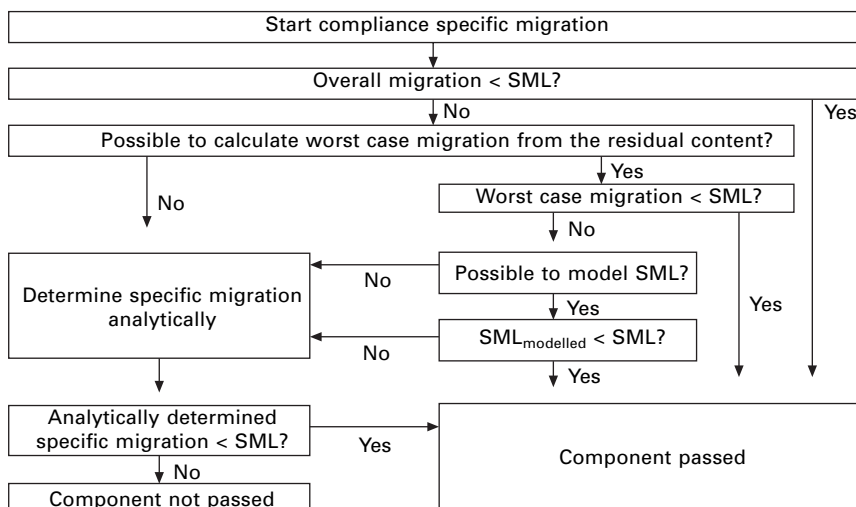 Start compliance specific migration
Overall migration < SML?
No
Yes
Possible to calculate worst case migration from the residual content?
No
Yes
Worst case migration < SML?
No
Yes
Determine specific migration
analytically
No
Possible to model SML?
Yes
No
SMLmodelled < SML?
Yes
Analytically determined
specific migration < SML?
Yes
No
Component passed
Component not passed